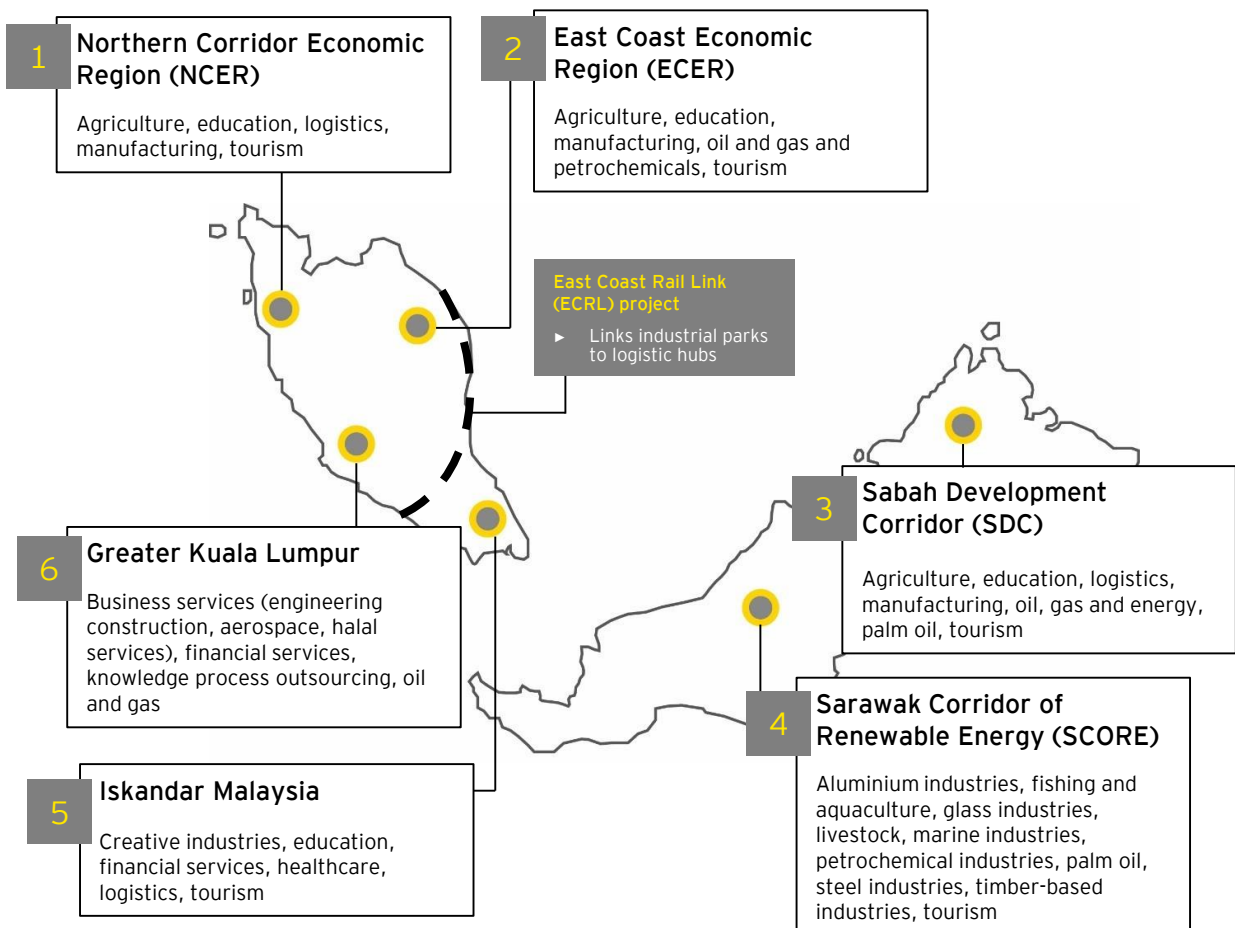 1
Northern Corridor Economic
Region (NCER)
Agriculture, education, logistics,
manufacturing, tourism
2
East Coast Economic
Region (ECER)
Agriculture, education,
manufacturing, oil and gas and
petrochemicals, tourism
East Coast Rail Link
(ECRL) project
► Links industrial parks
to logistic hubs
3
Sabah Development
Corridor (SDC)
Agriculture, education, logistics,
manufacturing, oil, gas and energy,
palm oil, tourism
6
Greater Kuala Lumpur
Business services (engineering
construction, aerospace, halal
services), financial services,
knowledge process outsourcing, oil
and gas
4
Sarawak Corridor of
Renewable Energy (SCORE)
Aluminium industries, fishing and
aquaculture, glass industries,
livestock, marine industries,
petrochemical industries, palm oil,
steel industries, timber-based
industries, tourism
5
Iskandar Malaysia
Creative industries, education,
financial services, healthcare,
logistics, tourism